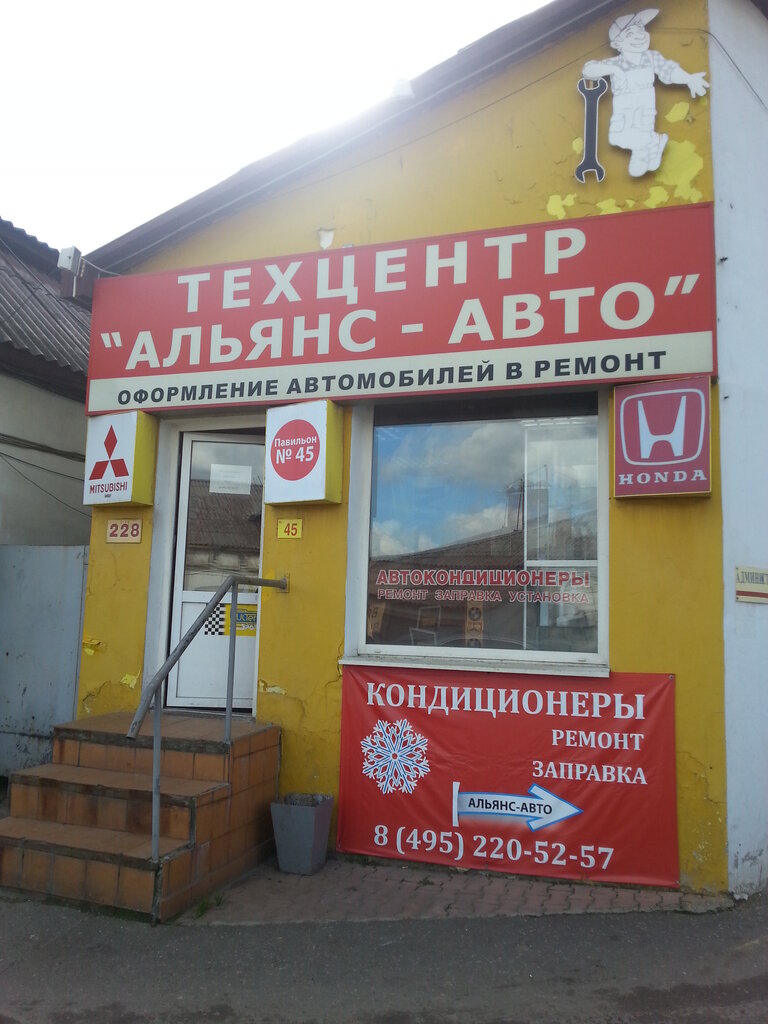 ТЕХЦЕНТР
"АЛЬЯНС - АВТО"
ОФОРМЛЕНИЕ АВТОМОБИЛЕЙ В РЕМОНТ
MITSUBISHI
Павильон
№ 45
HONDA
228
45
АВТОКОНДИЦИОНЕРЫ
РЕМОНТ ЗАПРАВКА УСТАНОВКА
КОНДИЦИОНЕРЫ
РЕМОНТ
ЗАПРАВКА
АЛЬЯНС-АВТО
8 (495) 220-52-57